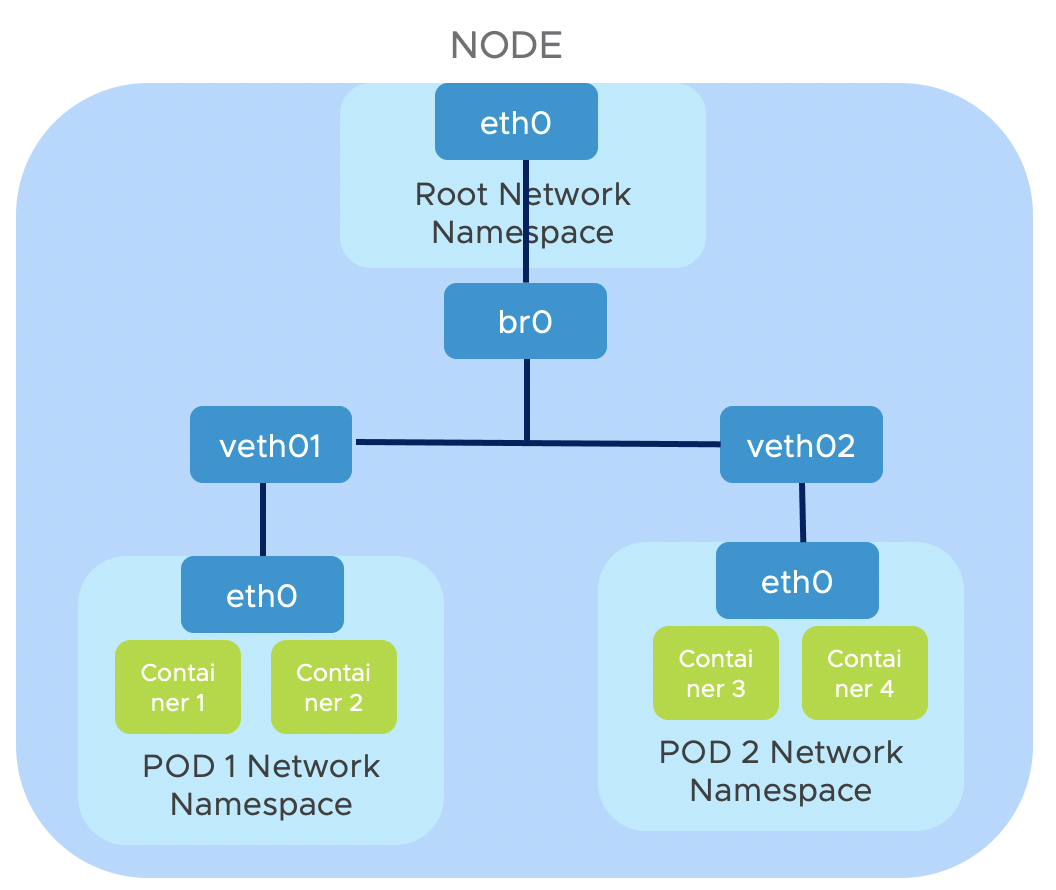 NODE
eth0
Root Network
Namespace
br0
veth01
veth02
eth0
Contai
ner 1
Contai
ner 2
POD 1 Network
Namespace
eth0
Contai
ner 3
Contai
ner 4
POD 2 Network
Namespace